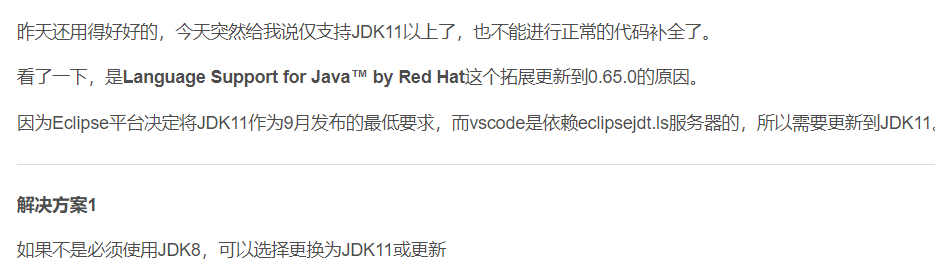 昨天还用得好好的，今天突然给我说仅支持JDK11以上了，也不能进行正常的代码补全了。
看了一下，是Language Support for Java™ by Red Hat这个拓展更新到0.65.0的原因。
因为Eclipse平台决定将JDK11作为9月发布的最低要求，而vscode是依赖eclipsejdt.ls服务器的，所以需要更新到JDK11。
解决方案1
如果不是必须使用JDK8，可以选择更换为JDK11或更新